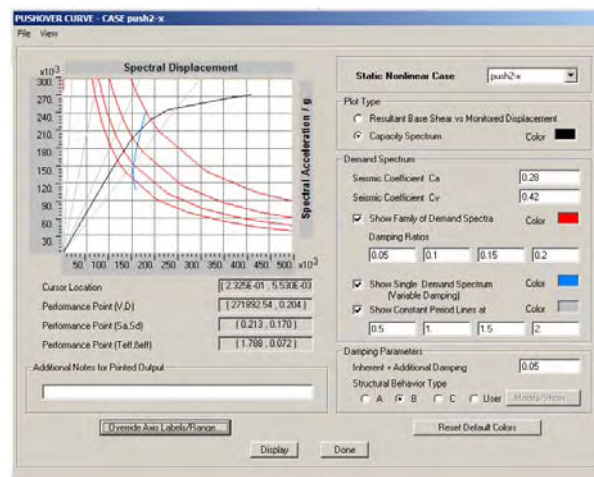 PUSHOVER CURVE - CASE push2-x
File View
Spectral Displacement
x10⁻³
300.
270.
240.
210.
180.
150.
120.
90.
60.
30.
Spectral Acceleration / g
50. 100. 150. 200. 250. 300. 350. 400. 450. 500. x10⁻³
Cursor Location
( 2.325E-01 , 5.530E-03
Performance Point (V,D)
( 271892.54 , 0.204 )
Performance Point (Sa,Sd)
( 0.213 , 0.170 )
Performance Point (Teff,Beff)
( 1.788 , 0.072 )
Additional Notes for Printed Output
Override Axis Labels/Range...
Static Nonlinear Case
push2-x
Plot Type
Resultant Base Shear vs Monitored Displacement
Capacity Spectrum
Color
Demand Spectrum
Seismic Coefficient Ca
0.28
Seismic Coefficient Cv
0.42
Show Family of Demand Spectra
Color
Damping Ratios
0.05 0.1 0.15 0.2
Show Single Demand Spectrum
(Variable Damping)
Color
Show Constant Period Lines at
Color
0.5 1. 1.5 2.
Damping Parameters
Inherent + Additional Damping
0.05
Structural Behavior Type
A B C User Modify/Show...
Reset Default Colors
Display Done